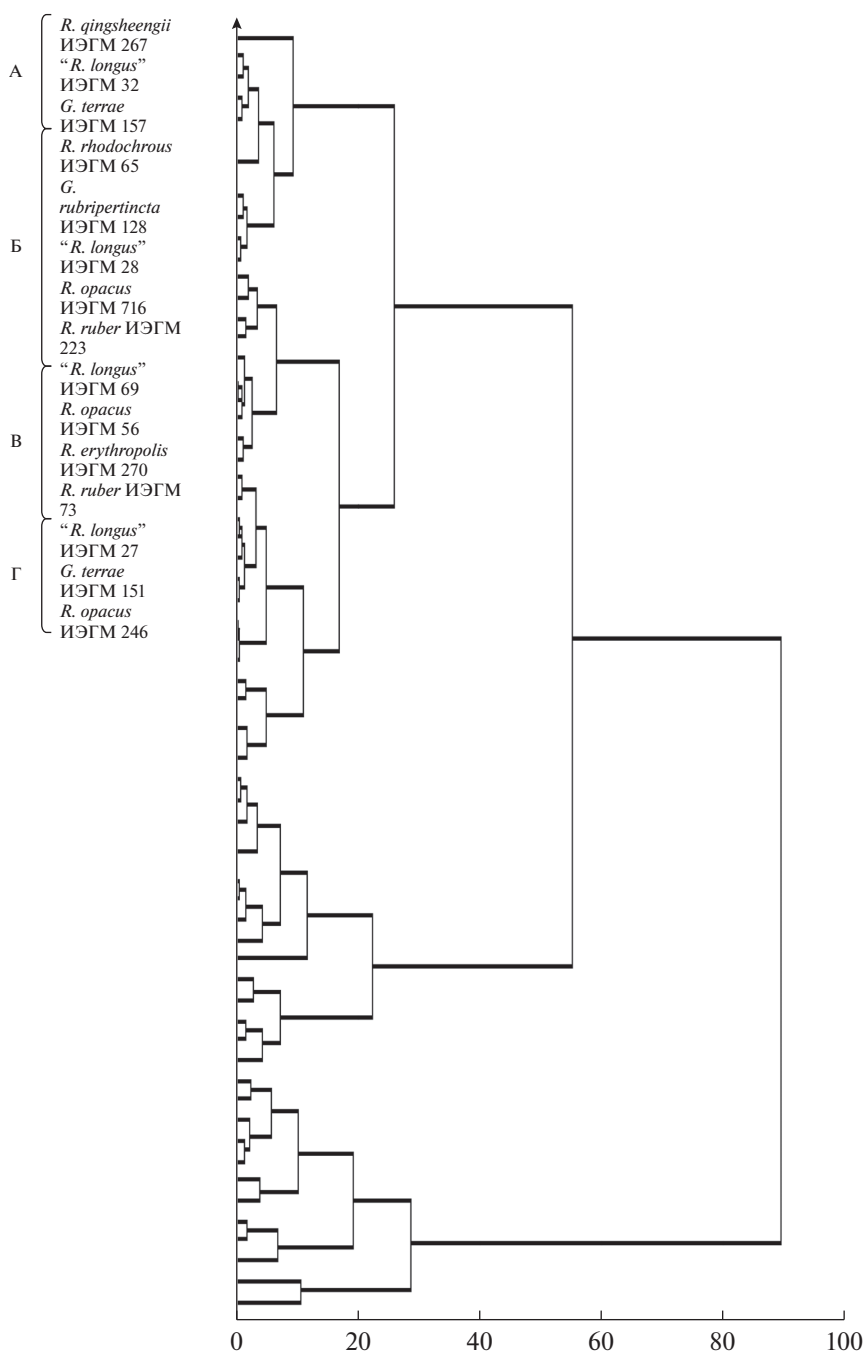 А
R. qingsheengii
ИЭГМ 267
“R. longus”
ИЭГМ 32
G. terrae
ИЭГМ 157
Б
R. rhodochrous
ИЭГМ 65
G.
rubripertincta
ИЭГМ 128
“R. longus”
ИЭГМ 28
R. opacus
ИЭГМ 716
R. ruber ИЭГМ
223
В
“R. longus”
ИЭГМ 69
R. opacus
ИЭГМ 56
R. erythropolis
ИЭГМ 270
R. ruber ИЭГМ
73
Г
“R. longus”
ИЭГМ 27
G. terrae
ИЭГМ 151
R. opacus
ИЭГМ 246
0 20 40 60 80 100